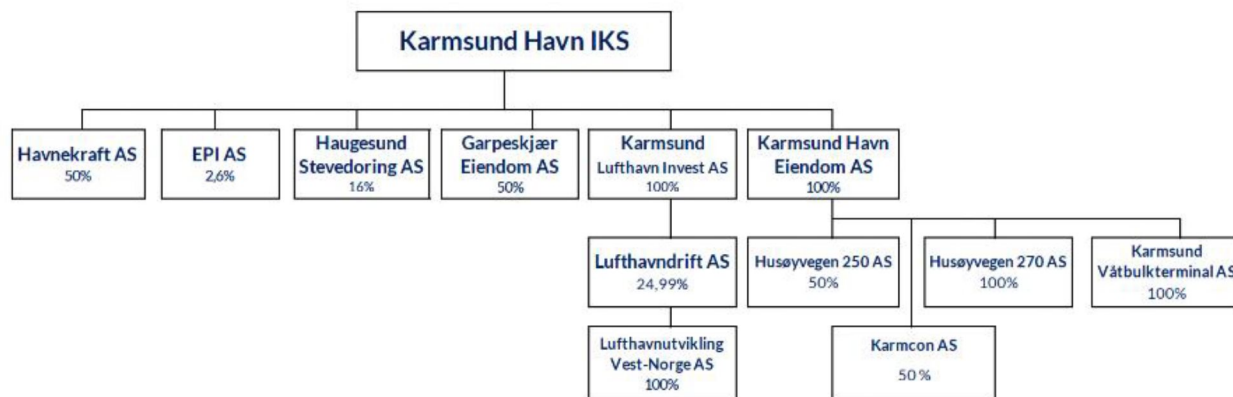 Karmsund Havn IKS
Havnekraft AS
50%
EPI AS
2,6%
Haugesund
Stevedoring AS
16%
Garpeskjær
Eiendom AS
50%
Karmsund
Lufthavn Invest AS
100%
Karmsund Havn
Eiendom AS
100%
Lufthavndrift AS
24,99%
Husøyvegen 250 AS
50%
Husøyvegen 270 AS
100%
Karmsund
Våtbulkterminal AS
100%
Lufthavnutvikling
Vest-Norge AS
100%
Karmcon AS
50 %